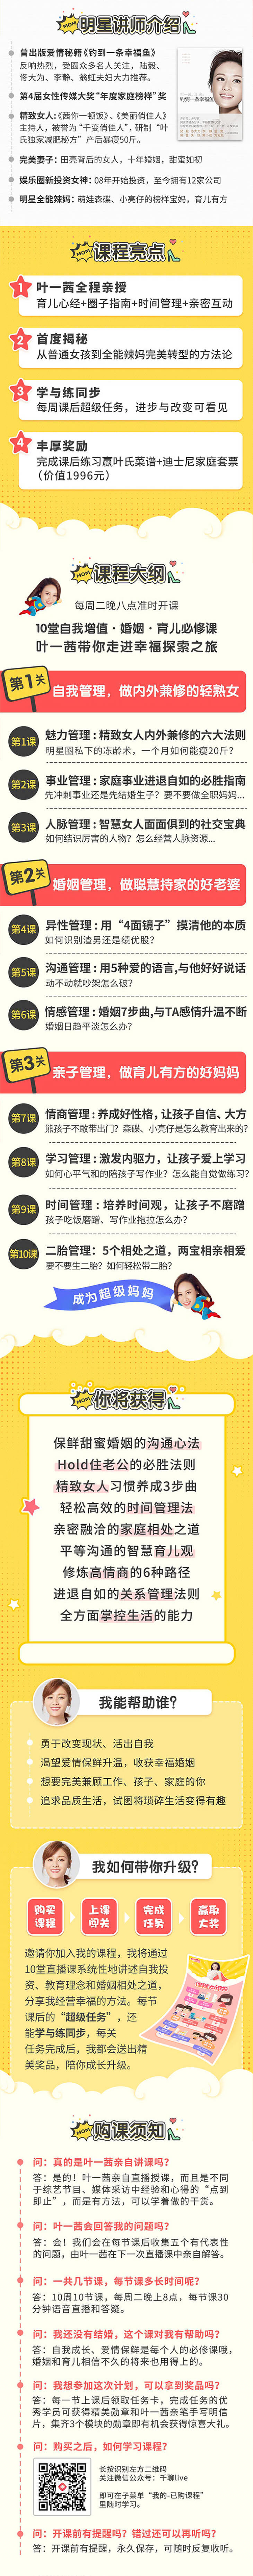 MOM
明星讲师介绍
曾出版爱情秘籍《钓到一条幸福鱼》
反响热烈，受圈众多名人关注，陆毅、
佟大为、李静、翁虹夫妇大力推荐。
钓到一条幸福鱼
第4届女性传媒大奖“年度家庭榜样”奖
精致女人：《茜你一顿饭》、《美丽俏佳人》
主持人，被誉为“千变俏佳人”，研制“叶
氏独家减肥秘方”产后暴瘦50斤。
完美妻子：田亮背后的女人，十年婚姻，甜蜜如初
娱乐圈新投资女神：08年开始投资，至今拥有12家公司
明星全能辣妈：萌娃森碟、小亮仔的榜样宝妈，育儿有方
MOM
课程亮点
1
叶一茜全程亲授
育儿心经+圈子指南+时间管理+亲密互动
2
首度揭秘
从普通女孩到全能辣妈完美转型的方法论
3
学与练同步
每周课后超级任务，进步与改变可看见
4
丰厚奖励
完成课后练习赢叶氏菜谱+迪士尼家庭套票
（价值1996元）
MOM
课程大纲
每周二晚八点准时开课
10堂自我增值·婚姻·育儿必修课
叶一茜带你走进幸福探索之旅
第1关
自我管理，做内外兼修的轻熟女
第1课
魅力管理：精致女人内外兼修的六大法则
明星圈私下的冻龄术，一个月如何能瘦20斤？
第2课
事业管理：家庭事业进退自如的必胜指南
先冲刺事业还是先结婚生子？要不要做全职妈妈...
第3课
人脉管理：智慧女人面面俱到的社交宝典
如何结识厉害的人物？怎么经营人脉资源...
第2关
婚姻管理，做聪慧持家的好老婆
第4课
异性管理：用“4面镜子”摸清他的本质
如何识别渣男还是绩优股？
第5课
沟通管理：用5种爱的语言,与他好好说话
动不动就吵架怎么破？
第6课
情感管理：婚姻7步曲,与TA感情升温不断
婚姻日趋平淡怎么办？
第3关
亲子管理，做育儿有方的好妈妈
第7课
情商管理：养成好性格，让孩子自信、大方
熊孩子不敢带出门？森碟、小亮仔是怎么教育出来的？
第8课
学习管理：激发内驱力，让孩子爱上学习
如何心平气和的陪孩子写作业？怎么能自觉做练习？
第9课
时间管理：培养时间观，让孩子不磨蹭
孩子吃饭磨蹭、写作业拖拉怎么办？
第10课
二胎管理：5个相处之道，两宝相亲相爱
要不要生二胎？如何轻松带二胎？
成为超级妈妈
MOM
你将获得
保鲜甜蜜婚姻的沟通心法
Hold住老公的必胜法则
精致女人习惯养成3步曲
轻松高效的时间管理法
亲密融洽的家庭相处之道
平等沟通的智慧育儿观
修炼高情商的6种路径
进退自如的关系管理法则
全方面掌控生活的能力
我能帮助谁？
勇于改变现状、活出自我
渴望爱情保鲜升温，收获幸福婚姻
想要完美兼顾工作、孩子、家庭的你
追求品质生活，试图将琐碎生活变得有趣
我如何带你升级？
购买课程
上课闯关
完成任务
赢取大奖
邀请你加入我的课程，我将通过
10堂直播课系统性地讲述自我投
资、教育理念和婚姻相处之道，
分享我经营幸福的方法。每节
课后的“超级任务”，还
能学与练同步，每关
任务完成后，我都会送出精
美奖品，陪你成长升级。
MOM
购课须知
问：真的是叶一茜亲自讲课吗？
答：是的！叶一茜亲自直播授课，而且是不同
于综艺节目、媒体采访中经验和心得的“点到
即止”，而是有方法，可以学着做的干货。
问：叶一茜会回答我的问题吗？
答：会！我们会在每节课后收集五个有代表性
的问题，由叶一茜在下一次直播课中亲自解答。
问：一共几节课，每节课多长时间呢？
答：10周10节课，每周二晚上8点，每节课30
分钟语音直播和答疑。
问：我还没有结婚，这个课对我有帮助吗？
答：自我成长、爱情保鲜是每个人的必修课哦，
婚姻和育儿相信不久的将来也用得上的。
问：我想参加这次计划，可以拿到奖品吗？
答：每一节上课后领取任务卡，完成任务的优
秀学员可获得精美勋章和叶一茜亲笔手写明信
片，集齐3个模块的勋章即有机会获得惊喜大礼。
问：购买之后，如何学习课程？
长按识别左方二维码
关注微信公众号：千聊live
即可在子菜单“我的-已购课程”
里随时学习。
问：开课前有提醒吗？错过还可以再听吗？
答：开课前有提醒，永久保存，可随时反复收听。